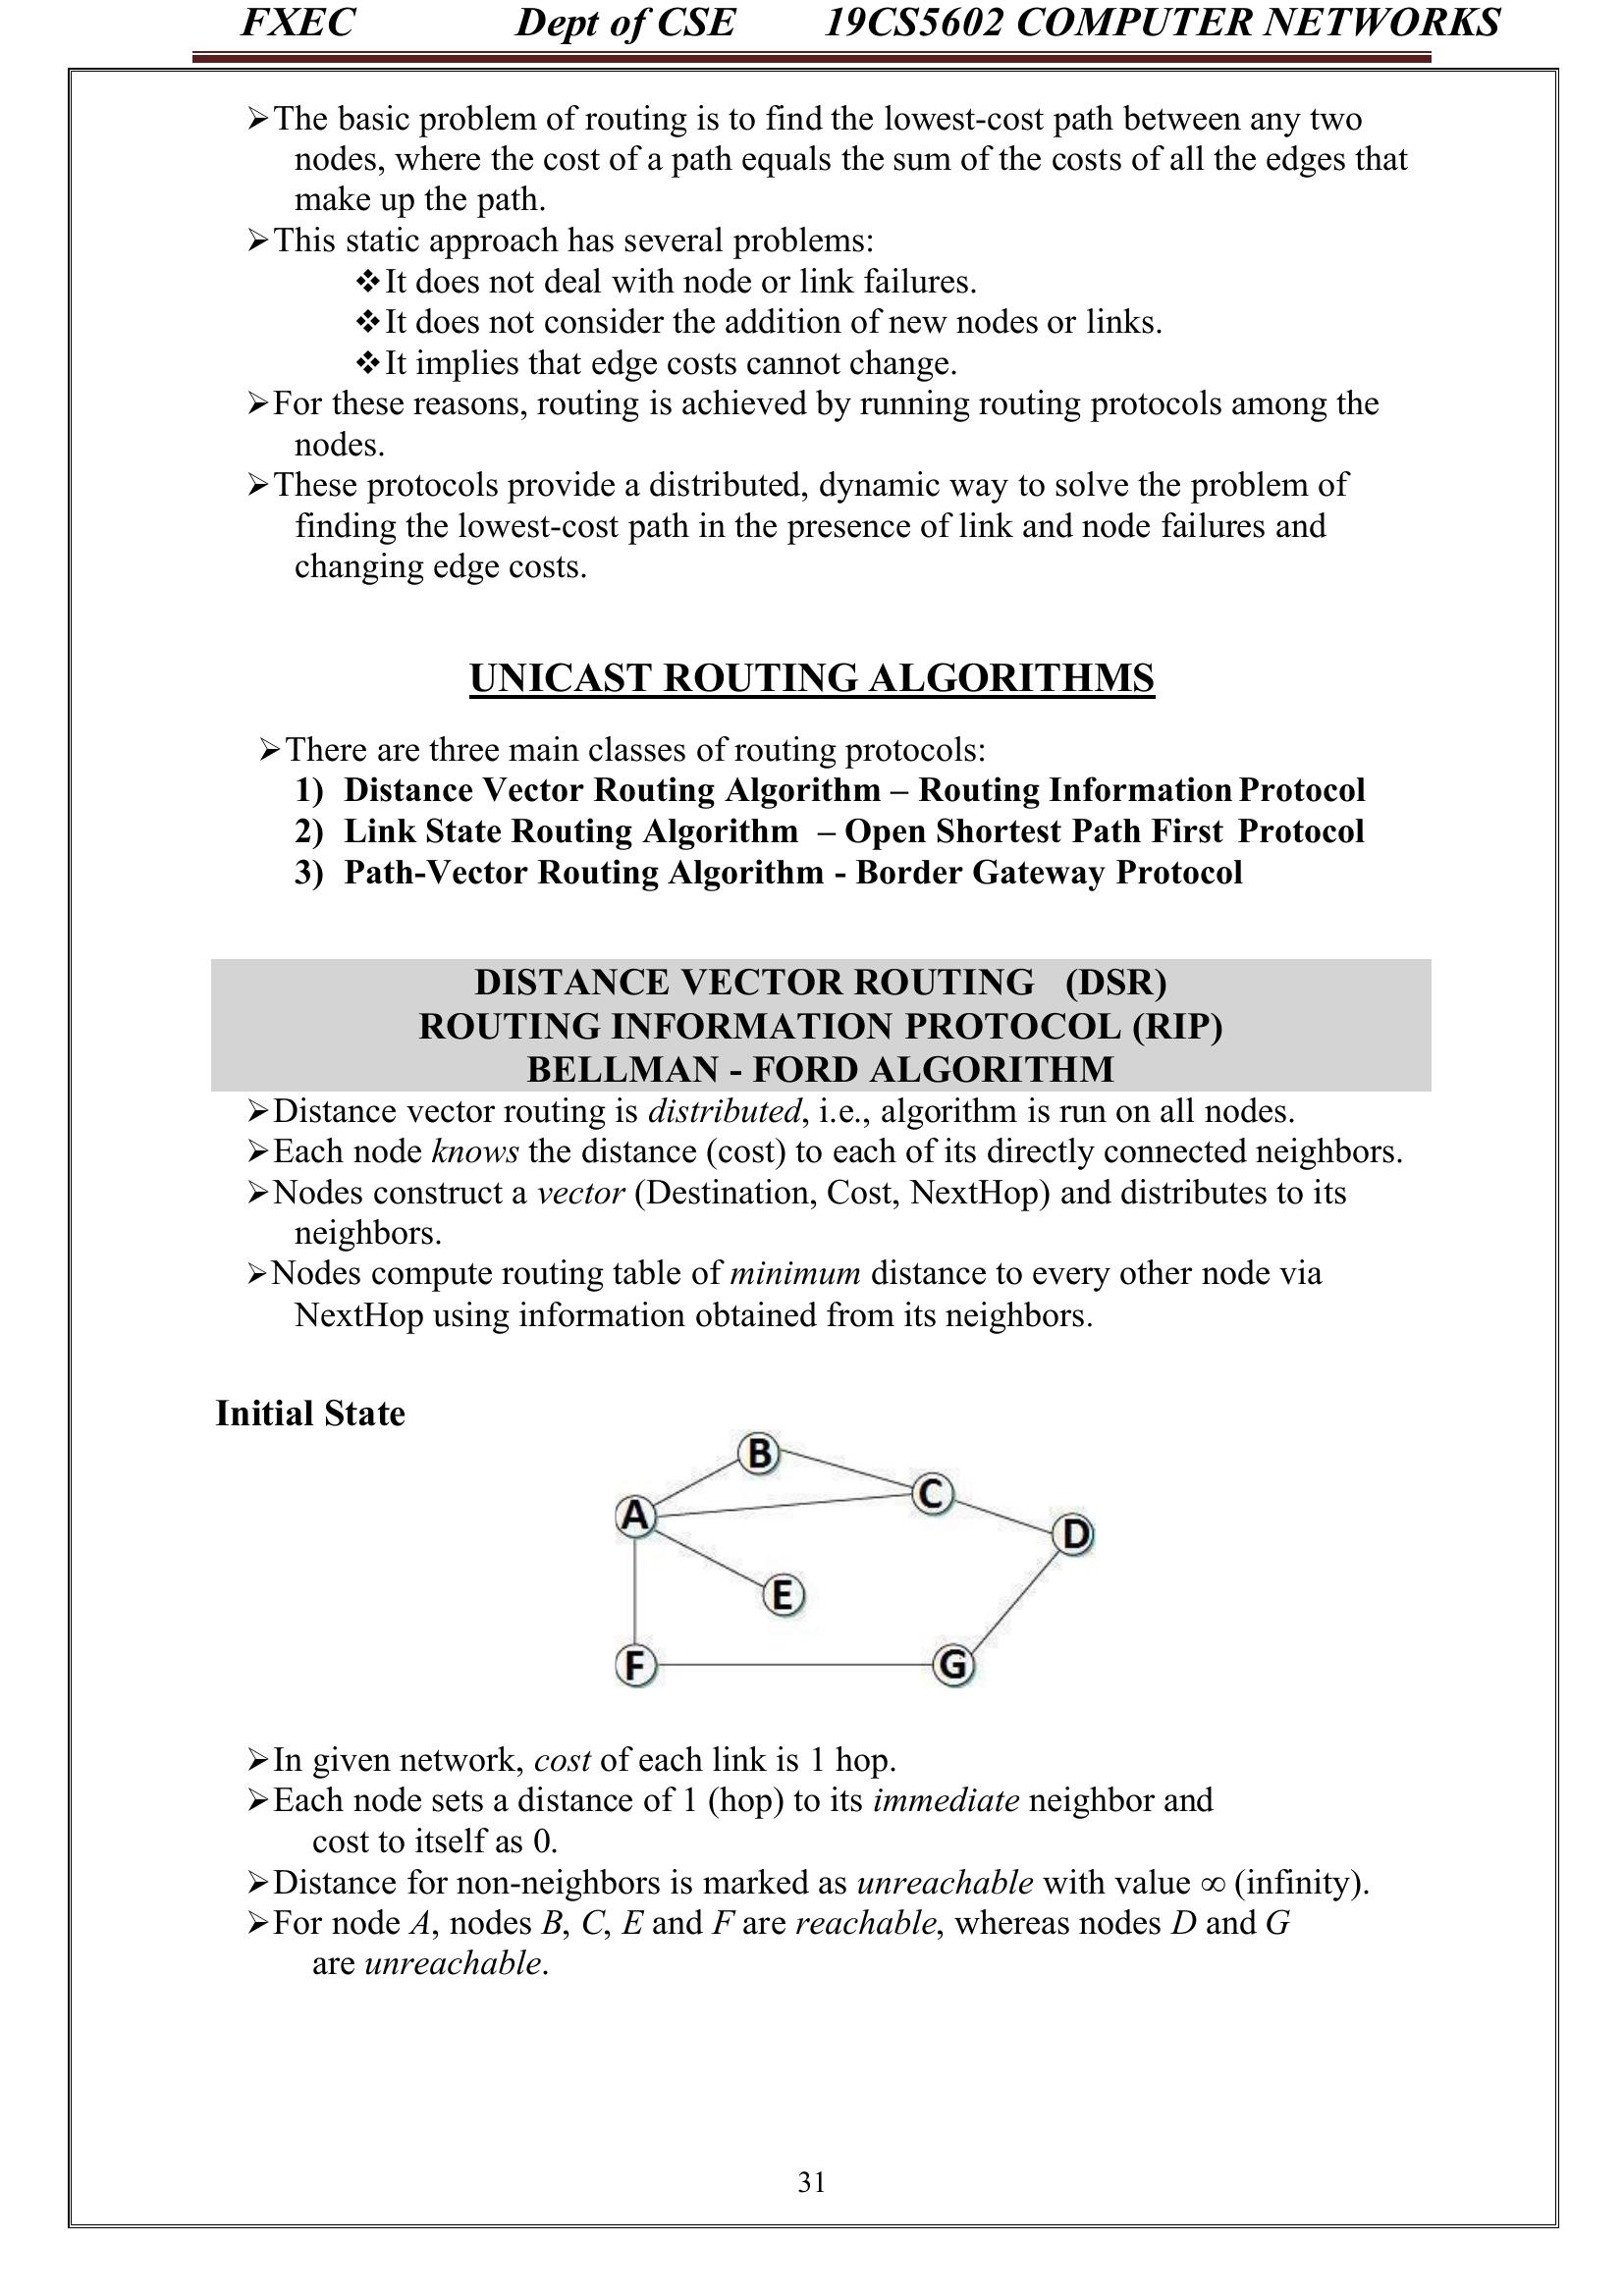 FXEC Dept of CSE 19CS5602 COMPUTER NETWORKS
➢The basic problem of routing is to find the lowest-cost path between any two
nodes, where the cost of a path equals the sum of the costs of all the edges that
make up the path.
➢This static approach has several problems:
❖It does not deal with node or link failures.
❖It does not consider the addition of new nodes or links.
❖It implies that edge costs cannot change.
➢For these reasons, routing is achieved by running routing protocols among the
nodes.
➢These protocols provide a distributed, dynamic way to solve the problem of
finding the lowest-cost path in the presence of link and node failures and
changing edge costs.
UNICAST ROUTING ALGORITHMS
➢There are three main classes of routing protocols:
1) Distance Vector Routing Algorithm – Routing Information Protocol
2) Link State Routing Algorithm – Open Shortest Path First Protocol
3) Path-Vector Routing Algorithm - Border Gateway Protocol
DISTANCE VECTOR ROUTING (DSR)
ROUTING INFORMATION PROTOCOL (RIP)
BELLMAN - FORD ALGORITHM
➢Distance vector routing is distributed, i.e., algorithm is run on all nodes.
➢Each node knows the distance (cost) to each of its directly connected neighbors.
➢Nodes construct a vector (Destination, Cost, NextHop) and distributes to its
neighbors.
➢Nodes compute routing table of minimum distance to every other node via
NextHop using information obtained from its neighbors.
Initial State
B
C
A
D
E
F
G
➢In given network, cost of each link is 1 hop.
➢Each node sets a distance of 1 (hop) to its immediate neighbor and
cost to itself as 0.
➢Distance for non-neighbors is marked as unreachable with value ∞ (infinity).
➢For node A, nodes B, C, E and F are reachable, whereas nodes D and G
are unreachable.
31